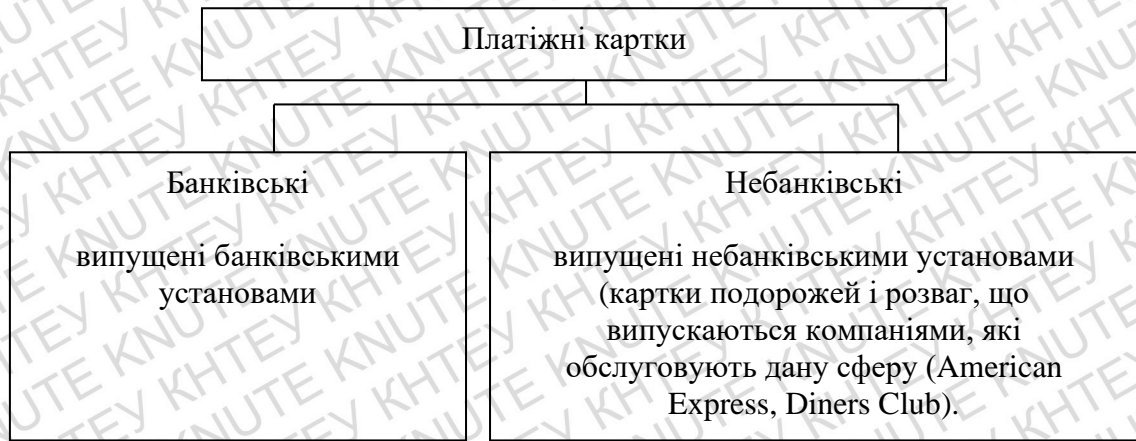 Платіжні картки
Банківські
випущені банківськими
установами
Небанківські
випущені небанківськими установами
(картки подорожей і розваг, що
випускаються компаніями, які
обслуговують дану сферу (American
Express, Diners Club).